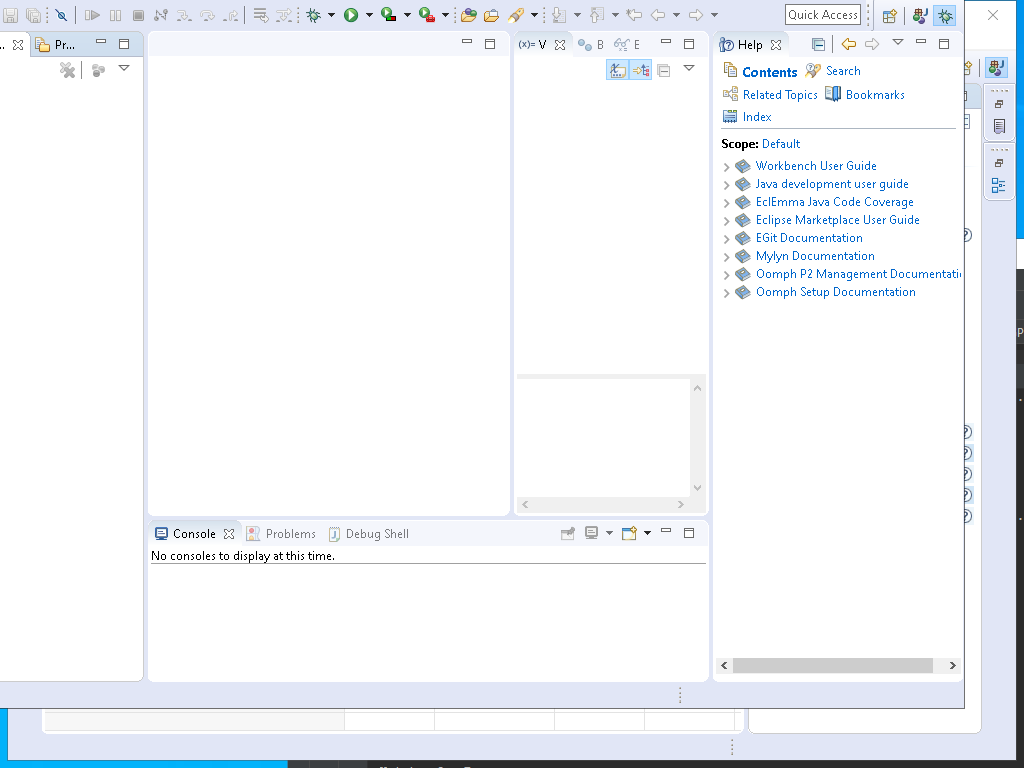 Quick Access
Pr...
(x)= V
B
E
Help
Contents
Search
Related Topics
Bookmarks
Index
Scope: Default
Workbench User Guide
Java development user guide
EclEmma Java Code Coverage
Eclipse Marketplace User Guide
EGit Documentation
Mylyn Documentation
Oomph P2 Management Documentati
Oomph Setup Documentation
Console
Problems
Debug Shell
No consoles to display at this time.